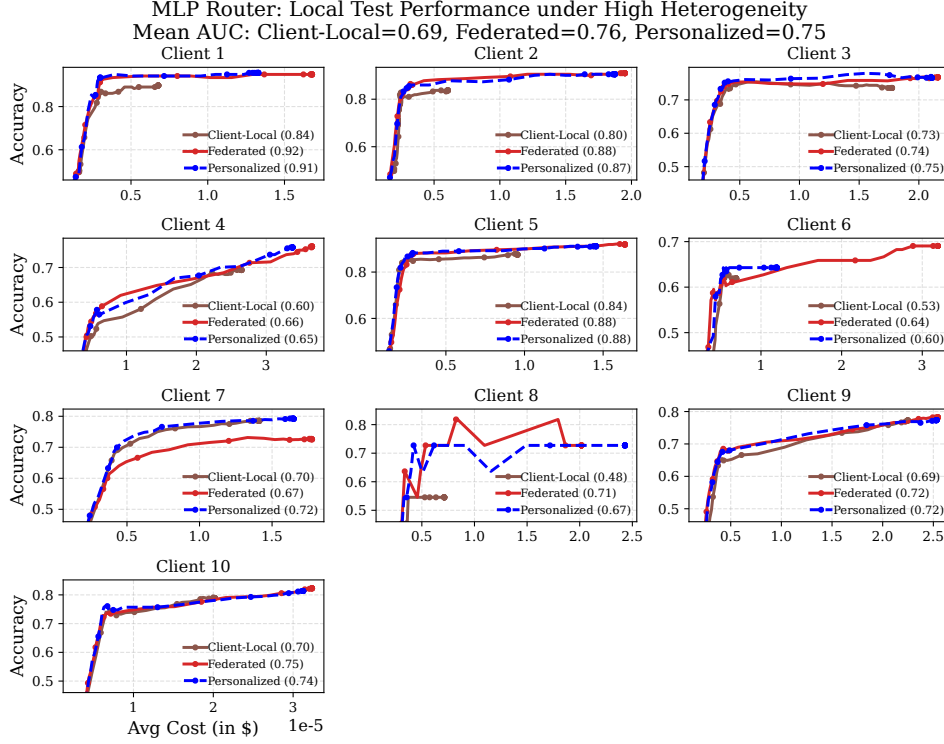 MLP Router: Local Test Performance under High Heterogeneity
Mean AUC: Client-Local=0.69, Federated=0.76, Personalized=0.75
Client 1
Accuracy
0.8
0.6
Client-Local (0.84)
Federated (0.92)
Personalized (0.91)
0.5 1.0 1.5
Client 2
0.8
0.6
Client-Local (0.80)
Federated (0.88)
Personalized (0.87)
0.5 1.0 1.5 2.0
Client 3
0.7
0.6
0.5
Client-Local (0.73)
Federated (0.74)
Personalized (0.75)
0.5 1.0 1.5 2.0
Client 4
Accuracy
0.7
0.6
0.5
Client-Local (0.60)
Federated (0.66)
Personalized (0.65)
1 2 3
Client 5
0.8
0.6
Client-Local (0.84)
Federated (0.88)
Personalized (0.88)
0.5 1.0 1.5
Client 6
0.7
0.6
0.5
Client-Local (0.53)
Federated (0.64)
Personalized (0.60)
1 2 3
Client 7
Accuracy
0.8
0.7
0.6
0.5
Client-Local (0.70)
Federated (0.67)
Personalized (0.72)
0.5 1.0 1.5
Client 8
0.8
0.7
0.6
0.5
Client-Local (0.48)
Federated (0.71)
Personalized (0.67)
0.5 1.0 1.5 2.0 2.5
Client 9
0.8
0.7
0.6
0.5
Client-Local (0.69)
Federated (0.72)
Personalized (0.72)
0.5 1.0 1.5 2.0 2.5
Client 10
Accuracy
0.8
0.7
0.6
0.5
Client-Local (0.70)
Federated (0.75)
Personalized (0.74)
1 2 3
Avg Cost (in $)
1e-5